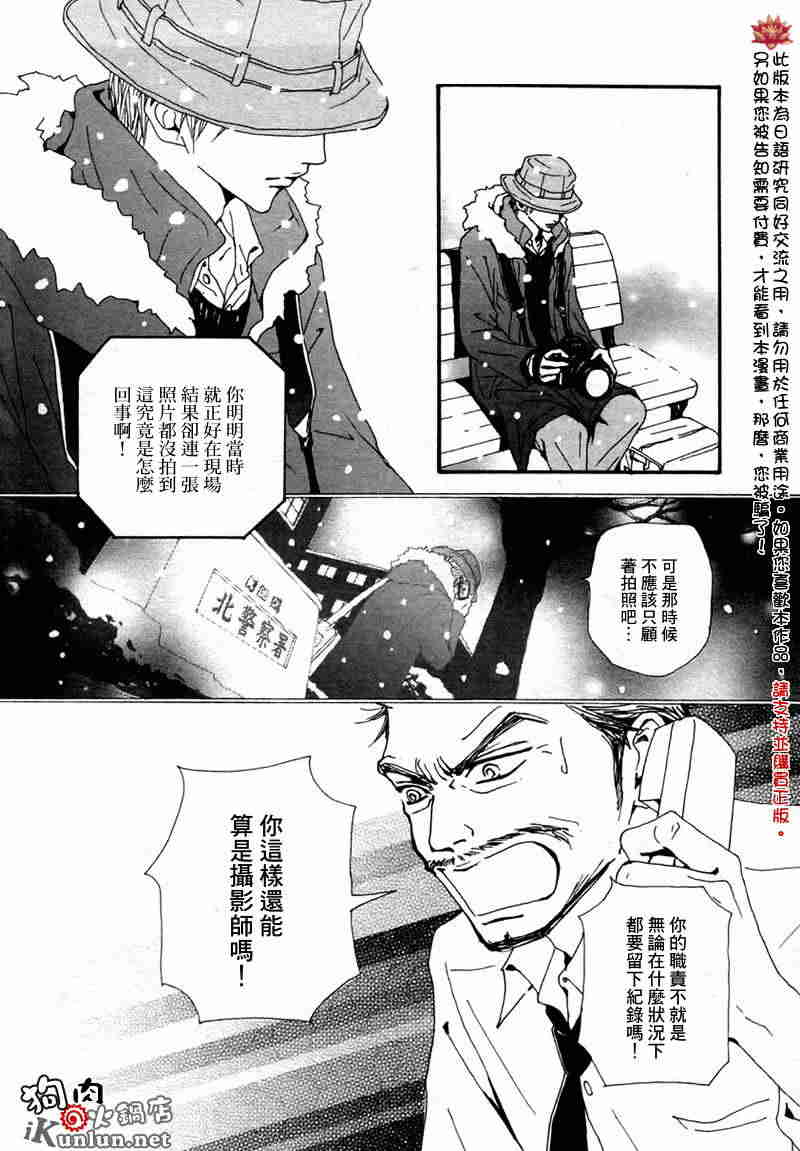 你明明當時
就正好在現場
結果卻連一張
照片都沒拍到
這究竟是怎麼
回事啊！
可是那時候
不應該只顧
著拍照吧…
北警察署
你的職責不就是
無論在什麼狀況下
都要留下紀錄嗎！
你這樣還能
算是攝影師嗎！
此版本為日語研究同好交流之用，請勿用於任何商業用途。如果您喜歡本作品，請支持並購買正版。
另如果您被告知需要付費，才能看到本漫畫，那麼，您被騙了！
狗肉
火鍋店
iKunlun.net